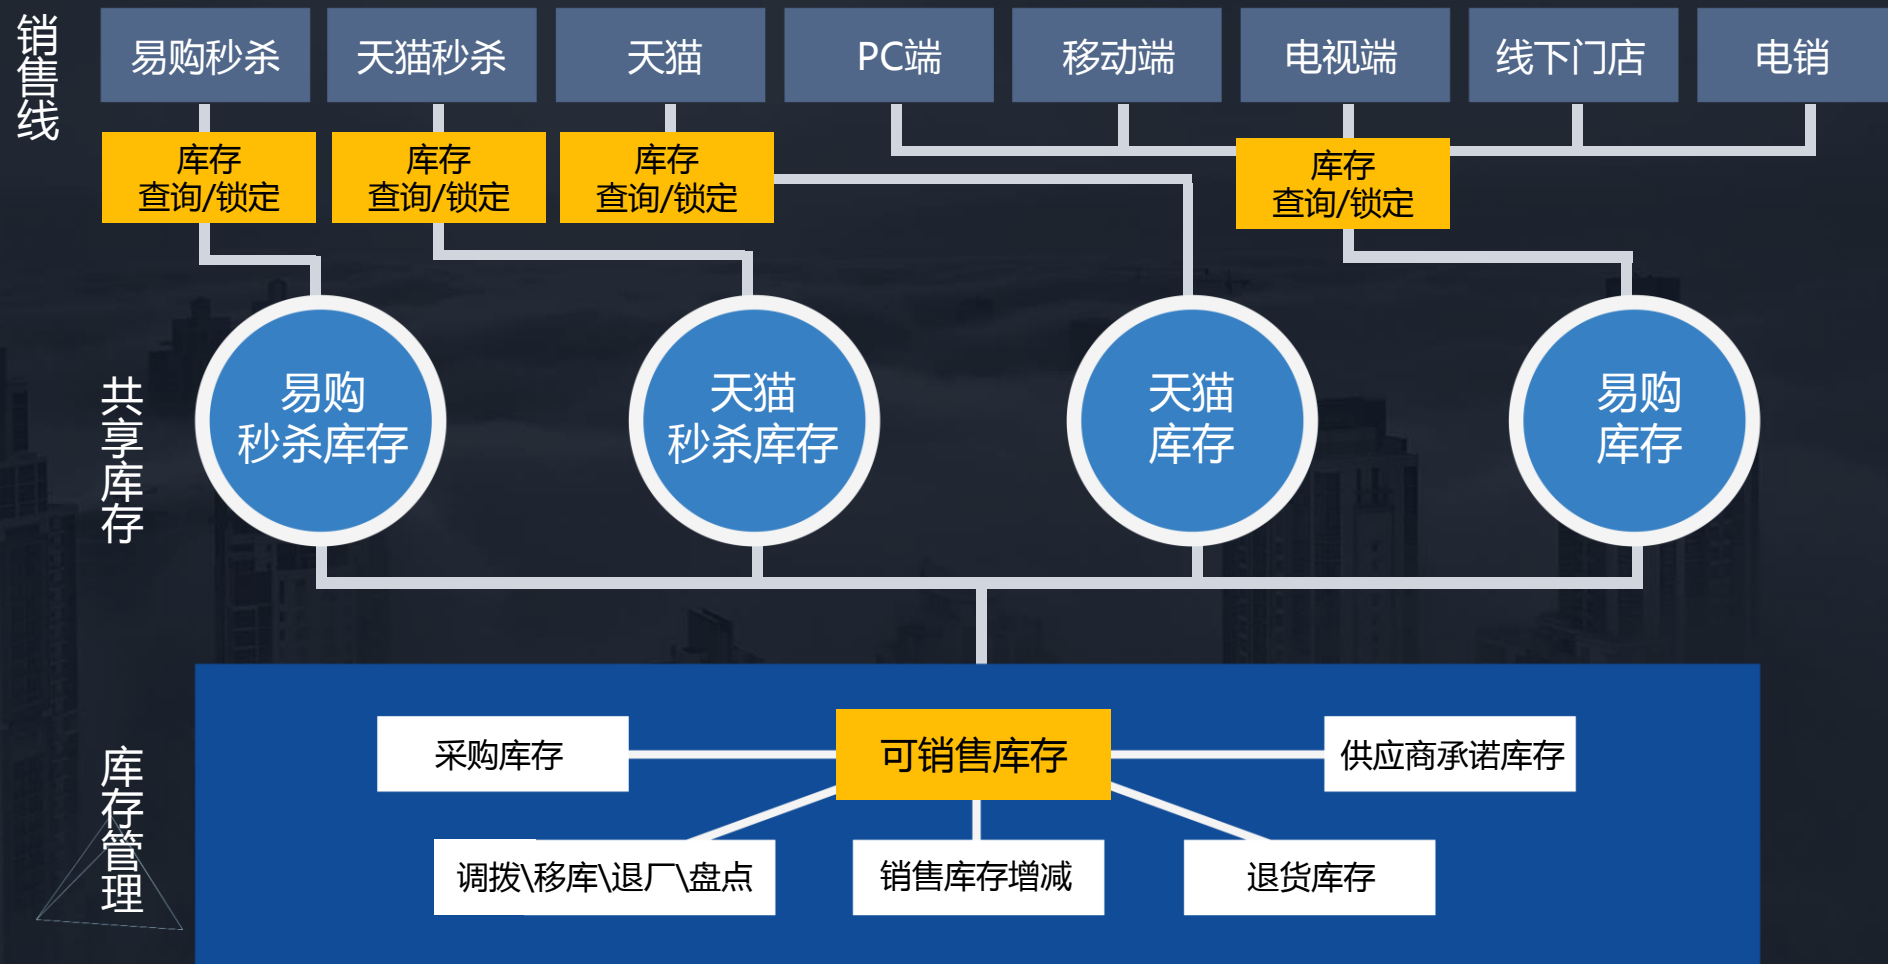 销售线
易购秒杀
天猫秒杀
天猫
PC端
移动端
电视端
线下门店
电销
库存
查询/锁定
库存
查询/锁定
库存
查询/锁定
库存
查询/锁定
共享库存
易购
秒杀库存
天猫
秒杀库存
天猫
库存
易购
库存
库存管理
采购库存
可销售库存
供应商承诺库存
调拨\移库\退厂\盘点
销售库存增减
退货库存